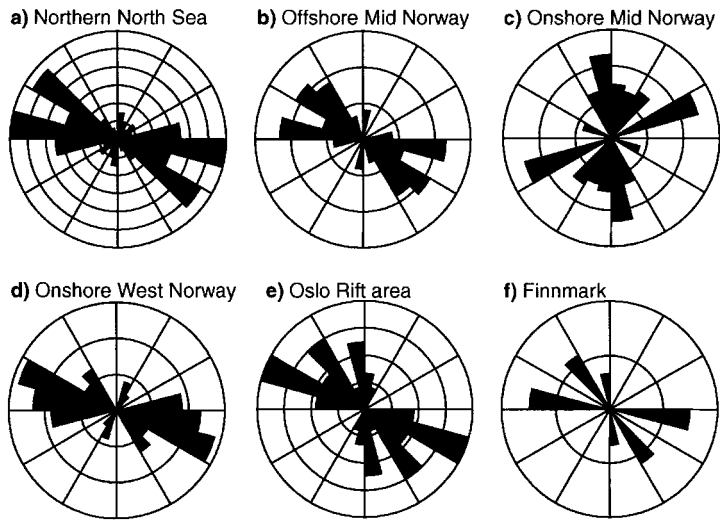 a) Northern North Sea
b) Offshore Mid Norway
c) Onshore Mid Norway
d) Onshore West Norway
e) Oslo Rift area
f) Finnmark